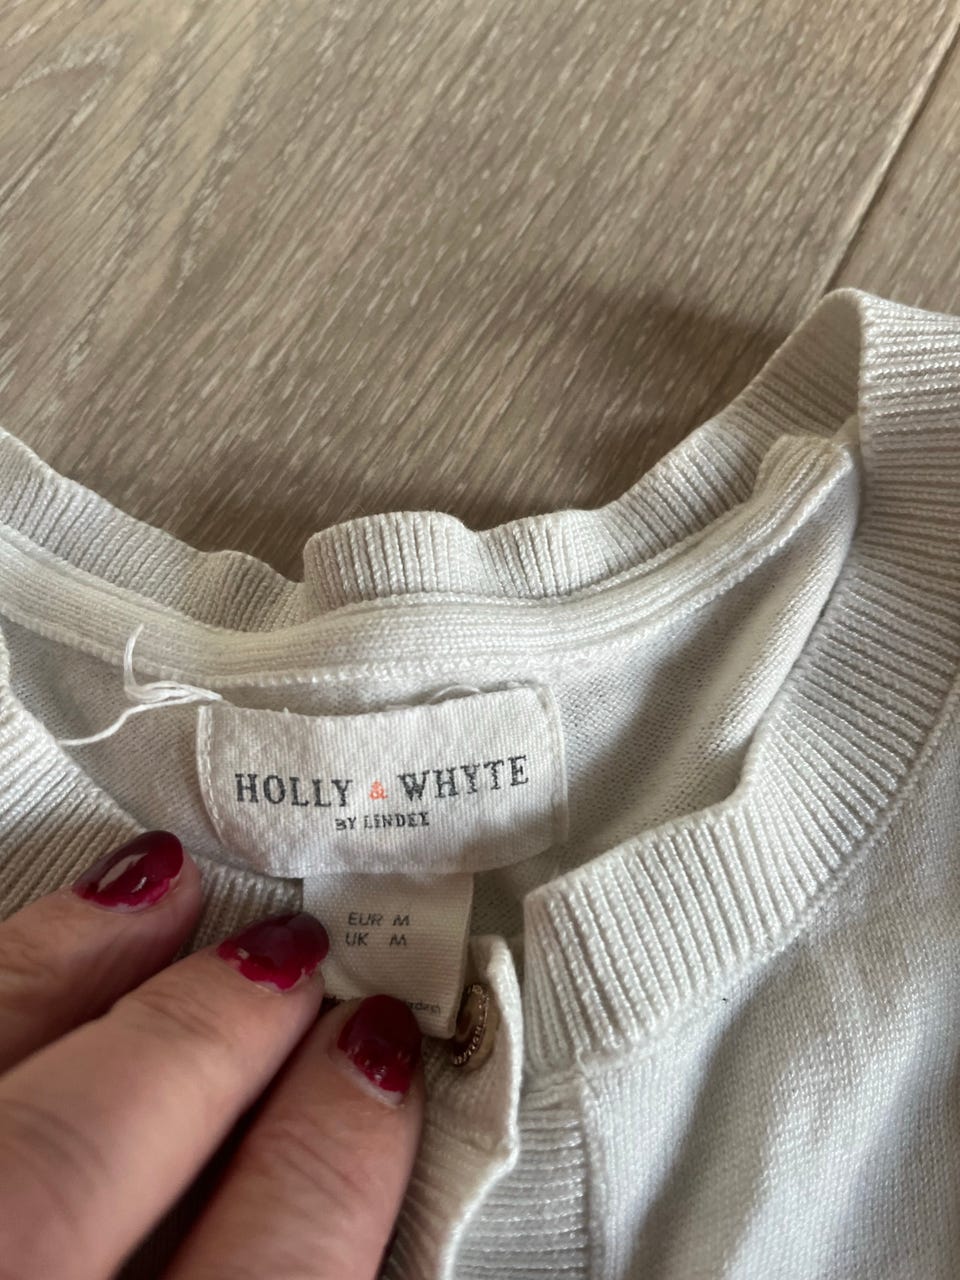 HOLLY & WHYTE
BY LINDEX
EUR M
UK M